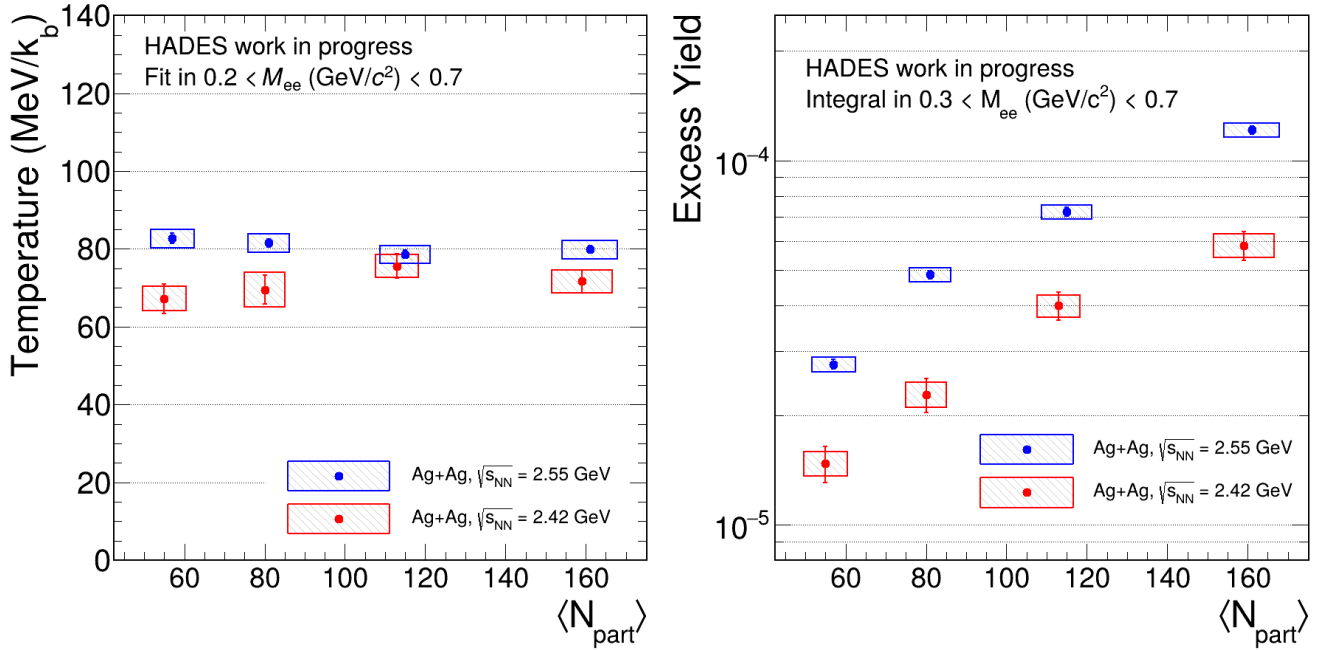 Temperature (MeV/k_b)
140
120
100
80
60
40
20
0
HADES work in progress
Fit in 0.2 < M_ee (GeV/c²) < 0.7
Ag+Ag, √s_NN = 2.55 GeV
Ag+Ag, √s_NN = 2.42 GeV
60 80 100 120 140 160
⟨N_part⟩
Excess Yield
10⁻⁴
10⁻⁵
HADES work in progress
Integral in 0.3 < M_ee (GeV/c²) < 0.7
Ag+Ag, √s_NN = 2.55 GeV
Ag+Ag, √s_NN = 2.42 GeV
60 80 100 120 140 160
⟨N_part⟩